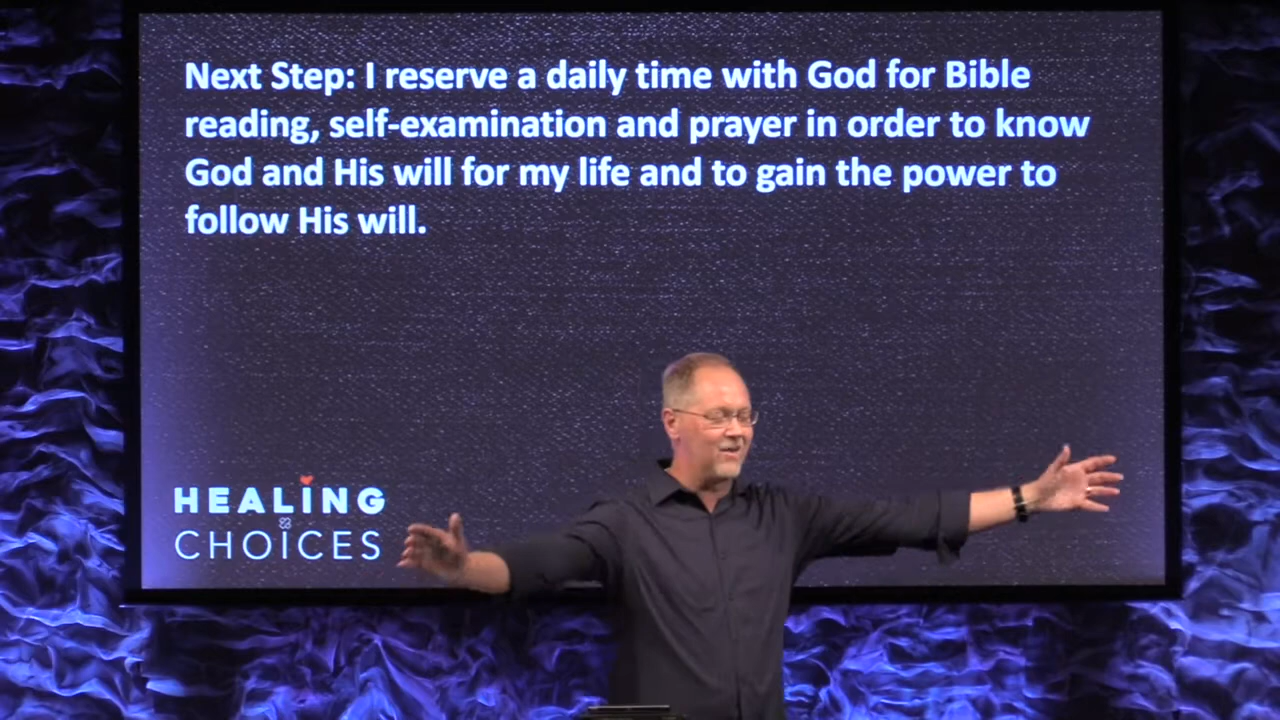 Next Step: I reserve a daily time with God for Bible
reading, self-examination and prayer in order to know
God and His will for my life and to gain the power to
follow His will.
HEALING
CHOICES